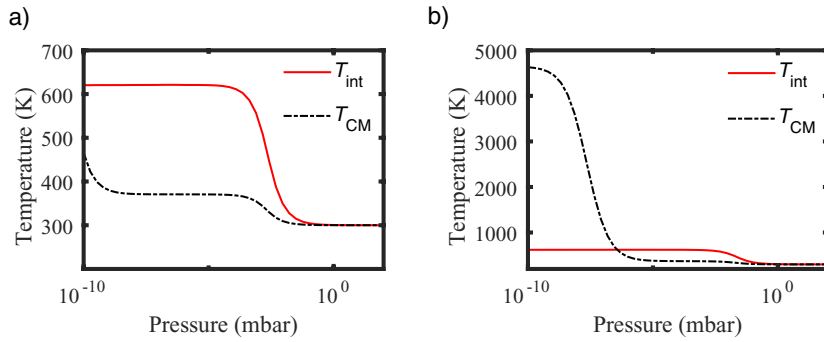 a)
700
600
500
400
300
Temperature (K)
T_int
T_CM
10^-10
10^0
Pressure (mbar)
b)
5000
4000
3000
2000
1000
Temperature (K)
T_int
T_CM
10^-10
10^0
Pressure (mbar)